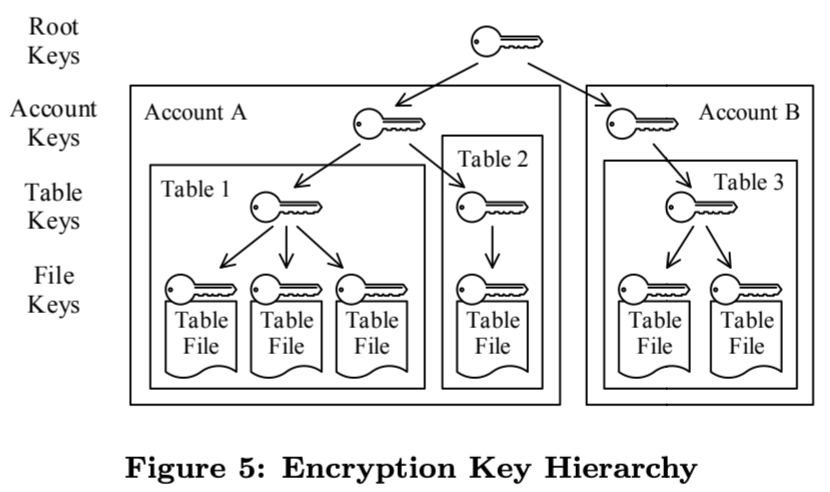 Root
Keys
Account
Keys
Account A
Account B
Table 2
Table
Keys
Table 1
Table 3
File
Keys
Table
File
Table
File
Table
File
Table
File
Table
File
Table
File
Figure 5: Encryption Key Hierarchy